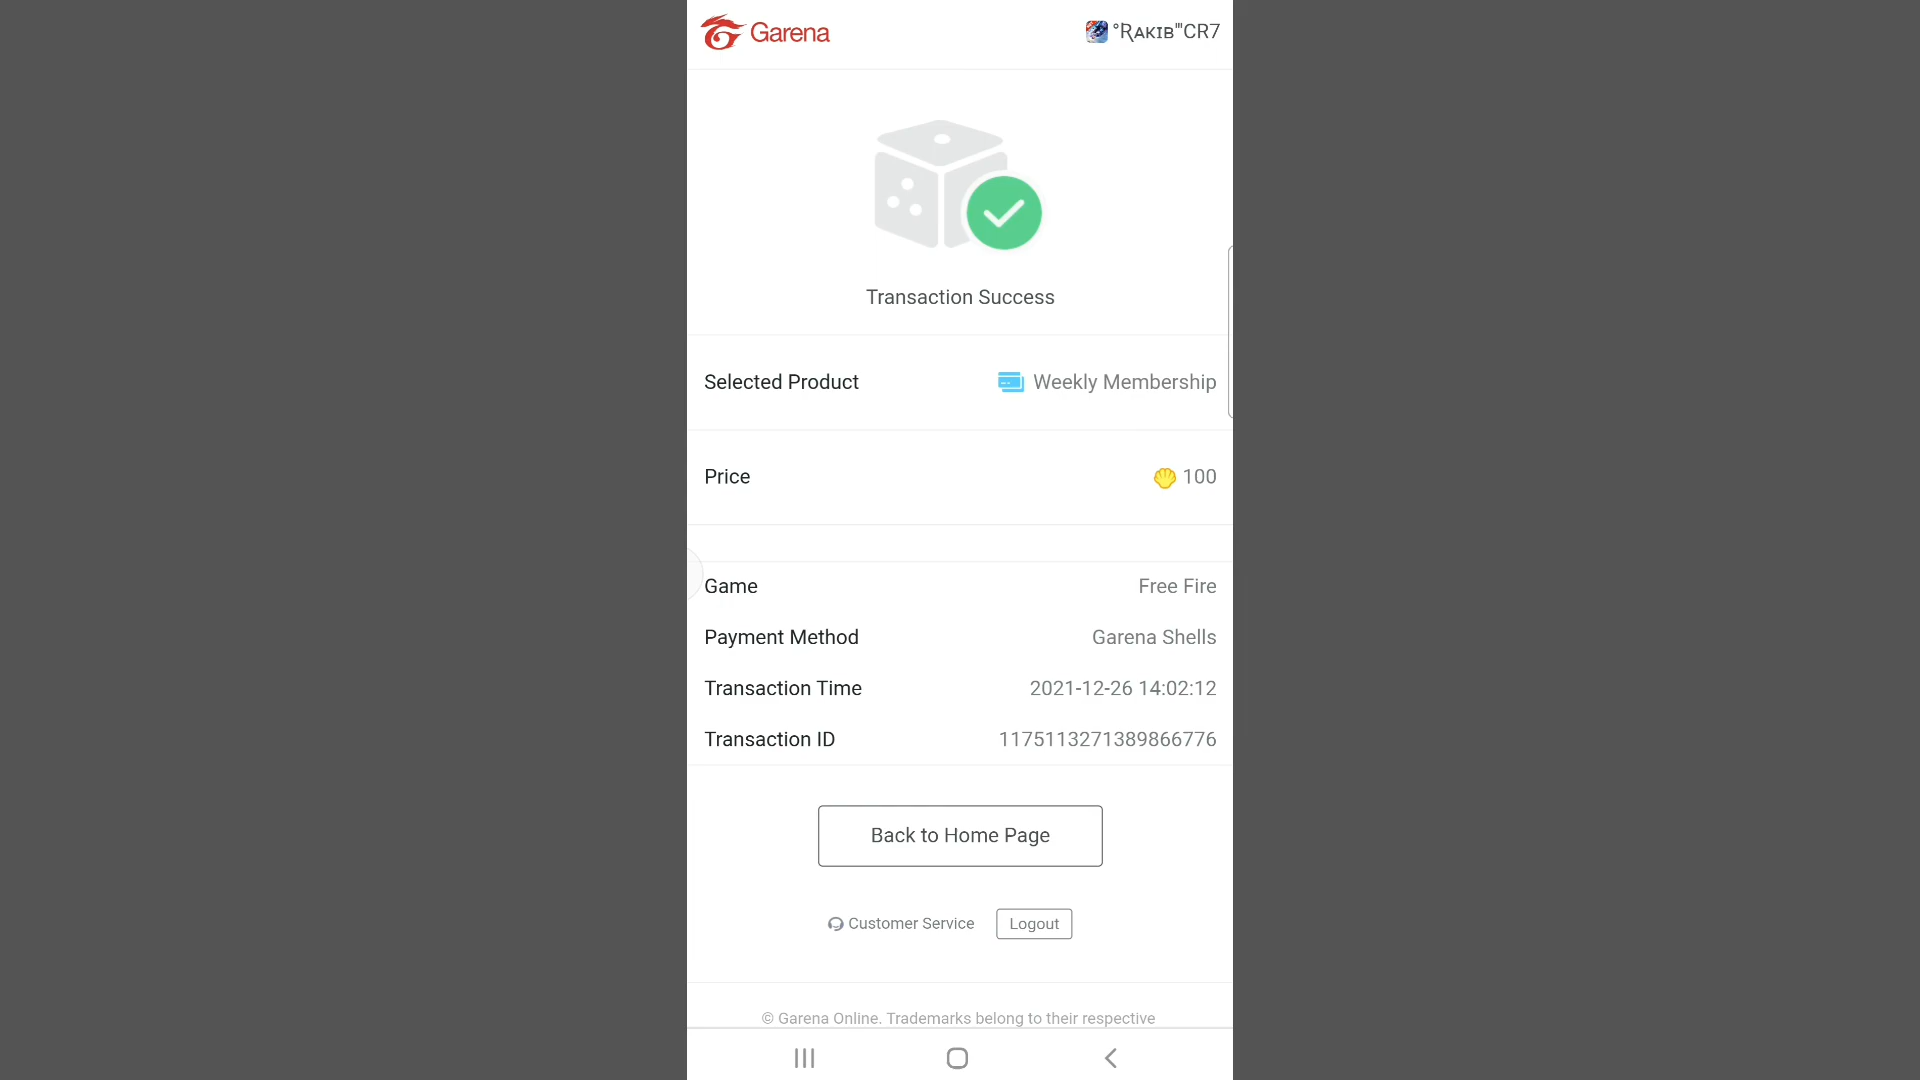 Garena
°Ʀᴀᴋɪʙ'''CR7
Transaction Success
Selected Product Weekly Membership
Price 100
Game Free Fire
Payment Method Garena Shells
Transaction Time 2021-12-26 14:02:12
Transaction ID 1175113271389866776
Back to Home Page
Customer Service Logout
© Garena Online. Trademarks belong to their respective